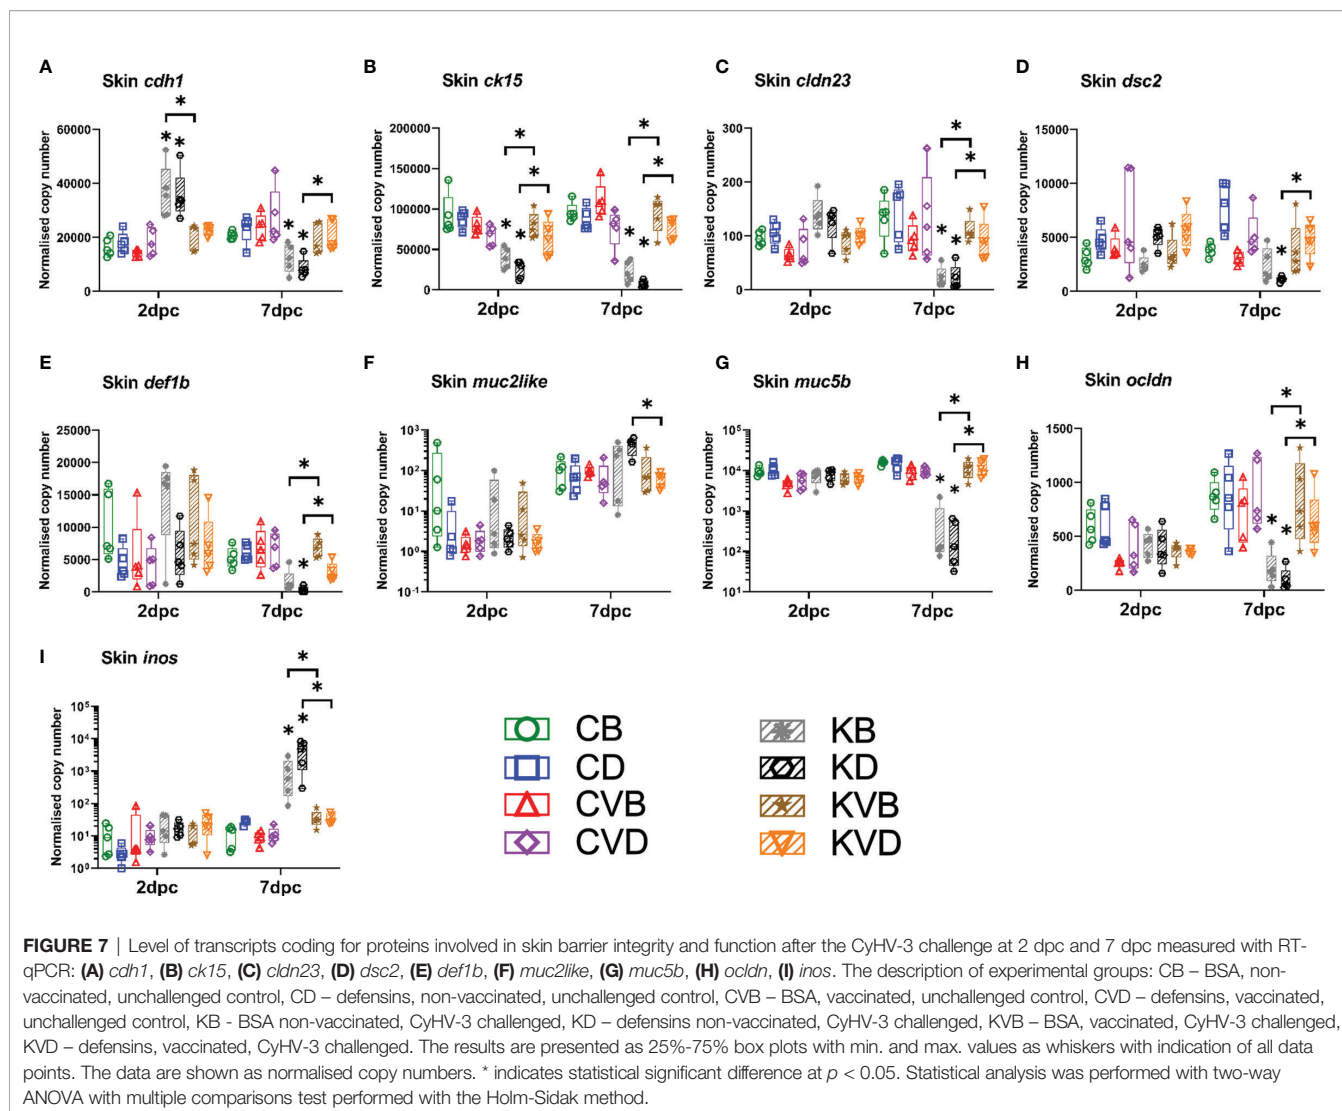 A
Skin cdh1
Normalised copy number
60000
40000
20000
0
2dpc
7dpc
*
*
*
*
*
*
B
Skin ck15
Normalised copy number
200000
150000
100000
50000
0
2dpc
7dpc
*
*
*
*
*
*
*
*
C
Skin cldn23
Normalised copy number
300
200
100
0
2dpc
7dpc
*
*
*
*
D
Skin dsc2
Normalised copy number
15000
10000
5000
0
2dpc
7dpc
*
*
E
Skin def1b
Normalised copy number
25000
20000
15000
10000
5000
0
2dpc
7dpc
*
*
*
F
Skin muc2like
Normalised copy number
10³
10²
10¹
10⁰
10⁻¹
2dpc
7dpc
*
G
Skin muc5b
Normalised copy number
10⁵
10⁴
10³
10²
10¹
2dpc
7dpc
*
*
*
*
H
Skin ocldn
Normalised copy number
1500
1000
500
0
2dpc
7dpc
*
*
*
*
I
Skin inos
Normalised copy number
10⁵
10⁴
10³
10²
10¹
10⁰
2dpc
7dpc
*
*
*
*
CB
CD
CVB
CVD
KB
KD
KVB
KVD
FIGURE 7 | Level of transcripts coding for proteins involved in skin barrier integrity and function after the CyHV-3 challenge at 2 dpc and 7 dpc measured with RT-
qPCR: (A) cdh1, (B) ck15, (C) cldn23, (D) dsc2, (E) def1b, (F) muc2like, (G) muc5b, (H) ocldn, (I) inos. The description of experimental groups: CB – BSA, non-
vaccinated, unchallenged control, CD – defensins, non-vaccinated, unchallenged control, CVB – BSA, vaccinated, unchallenged control, CVD – defensins, vaccinated,
unchallenged control, KB - BSA non-vaccinated, CyHV-3 challenged, KD – defensins non-vaccinated, CyHV-3 challenged, KVB – BSA, vaccinated, CyHV-3 challenged,
KVD – defensins, vaccinated, CyHV-3 challenged. The results are presented as 25%-75% box plots with min. and max. values as whiskers with indication of all data
points. The data are shown as normalised copy numbers. * indicates statistical significant difference at p < 0.05. Statistical analysis was performed with two-way
ANOVA with multiple comparisons test performed with the Holm-Sidak method.